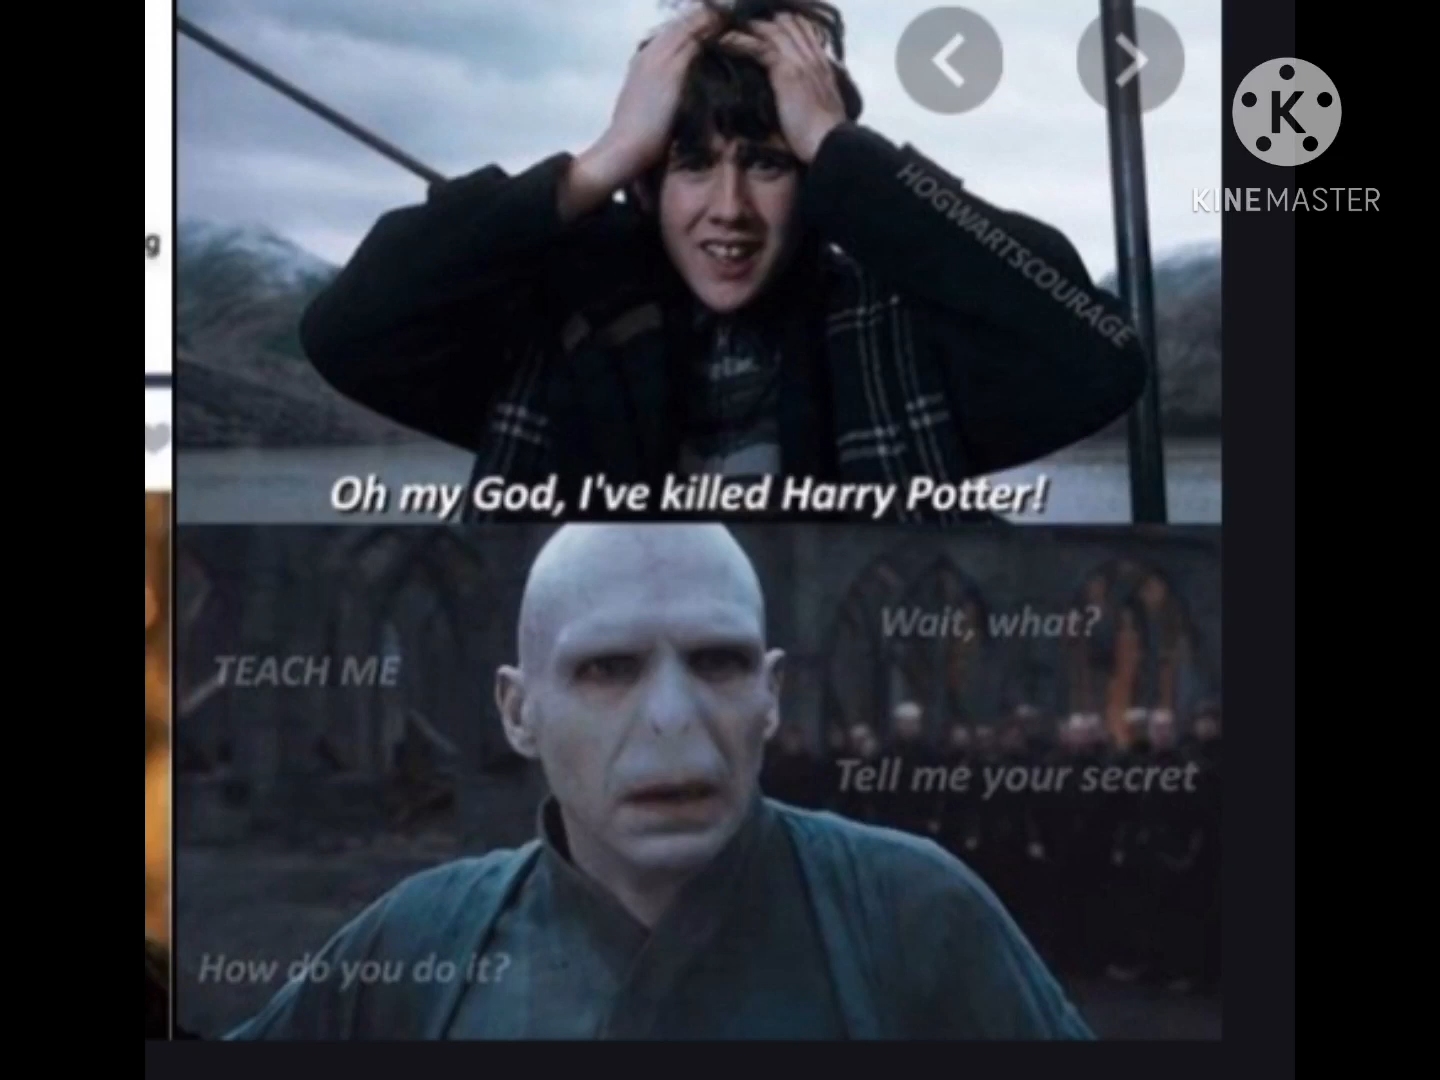 g
K
KINEMASTER
HOGWARTSCOURAGE
Oh my God, I've killed Harry Potter!
Wait, what?
TEACH ME
Tell me your secret
How do you do it?